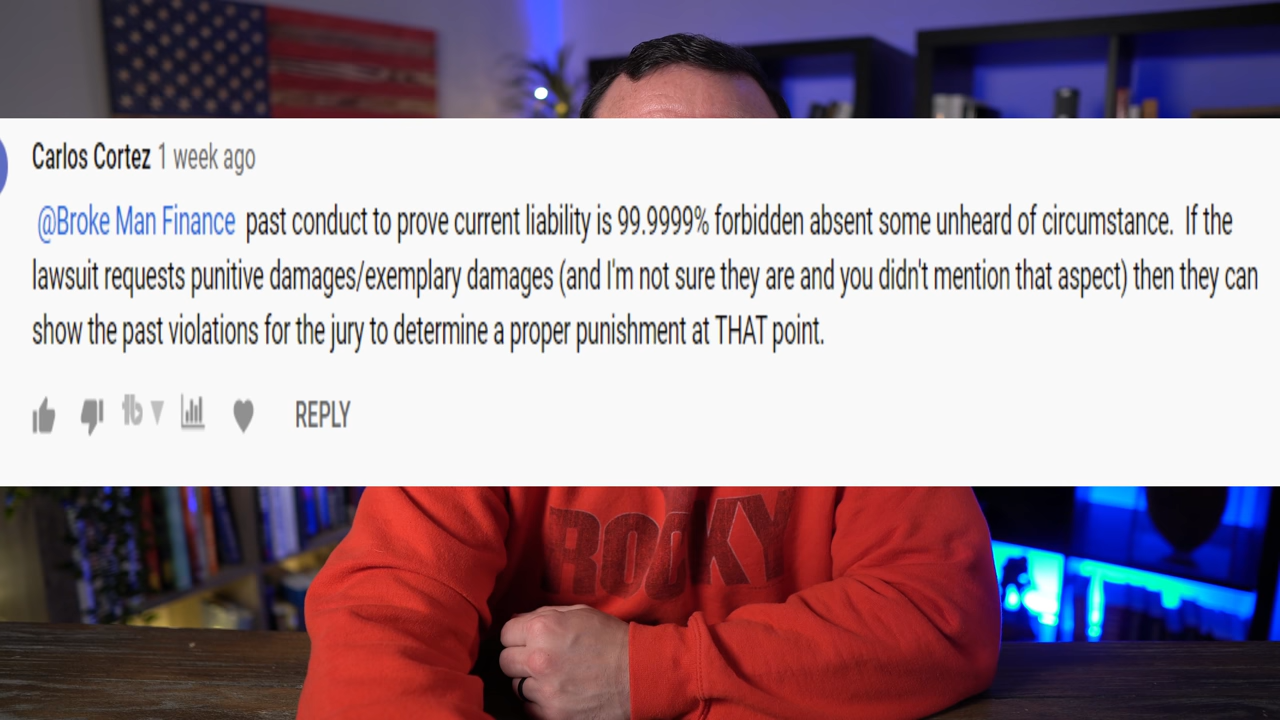 Carlos Cortez 1 week ago
@Broke Man Finance past conduct to prove current liability is 99.9999% forbidden absent some unheard of circumstance. If the
lawsuit requests punitive damages/exemplary damages (and I'm not sure they are and you didn't mention that aspect) then they can
show the past violations for the jury to determine a proper punishment at THAT point.
tb
REPLY
ROCKY